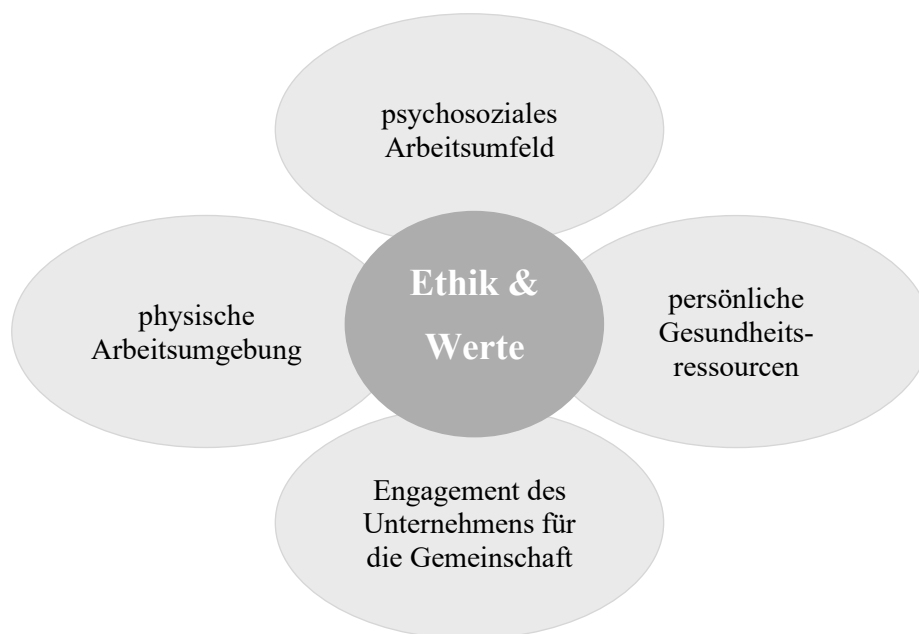 psychosoziales
Arbeitsumfeld
Ethik &
Werte
physische
Arbeitsumgebung
persönliche
Gesundheits-
ressourcen
Engagement des
Unternehmens für
die Gemeinschaft